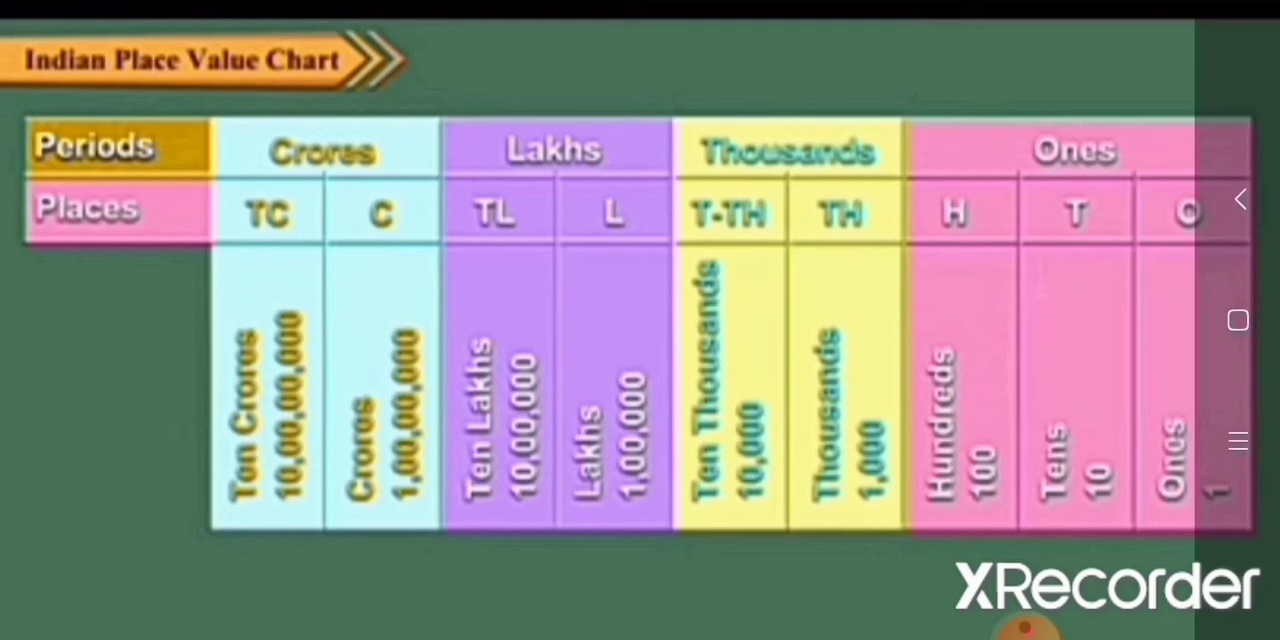 Indian Place Value Chart
Periods Crores Lakhs Thousands Ones
Places TC C TL L T-TH TH H T O
Ten Crores
10,00,00,000
Crores
1,00,00,000
Ten Lakhs
10,00,000
Lakhs
1,00,000
Ten Thousands
10,000
Thousands
1,000
Hundreds
100
Tens
10
Ones
1
XRecorder